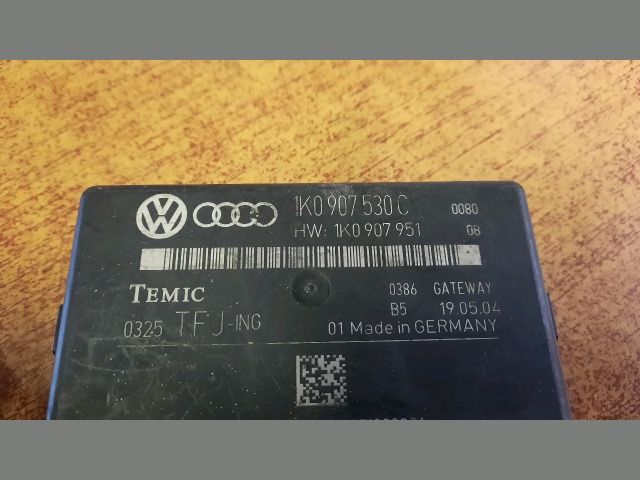 1K0 907 530 C 0080
HW: 1K0 907 951 08
TEMIC 0386 GATEWAY
B5 19.05.04
0325 TFJ-ING 01 Made in GERMANY